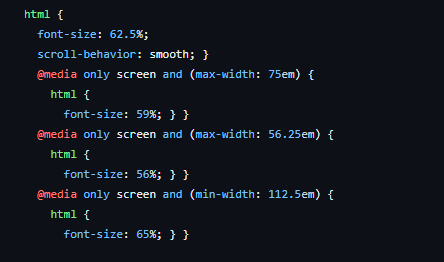 html {
font-size: 62.5%;
scroll-behavior: smooth; }
@media only screen and (max-width: 75em) {
html {
font-size: 59%; } }
@media only screen and (max-width: 56.25em) {
html {
font-size: 56%; } }
@media only screen and (min-width: 112.5em) {
html {
font-size: 65%; } }